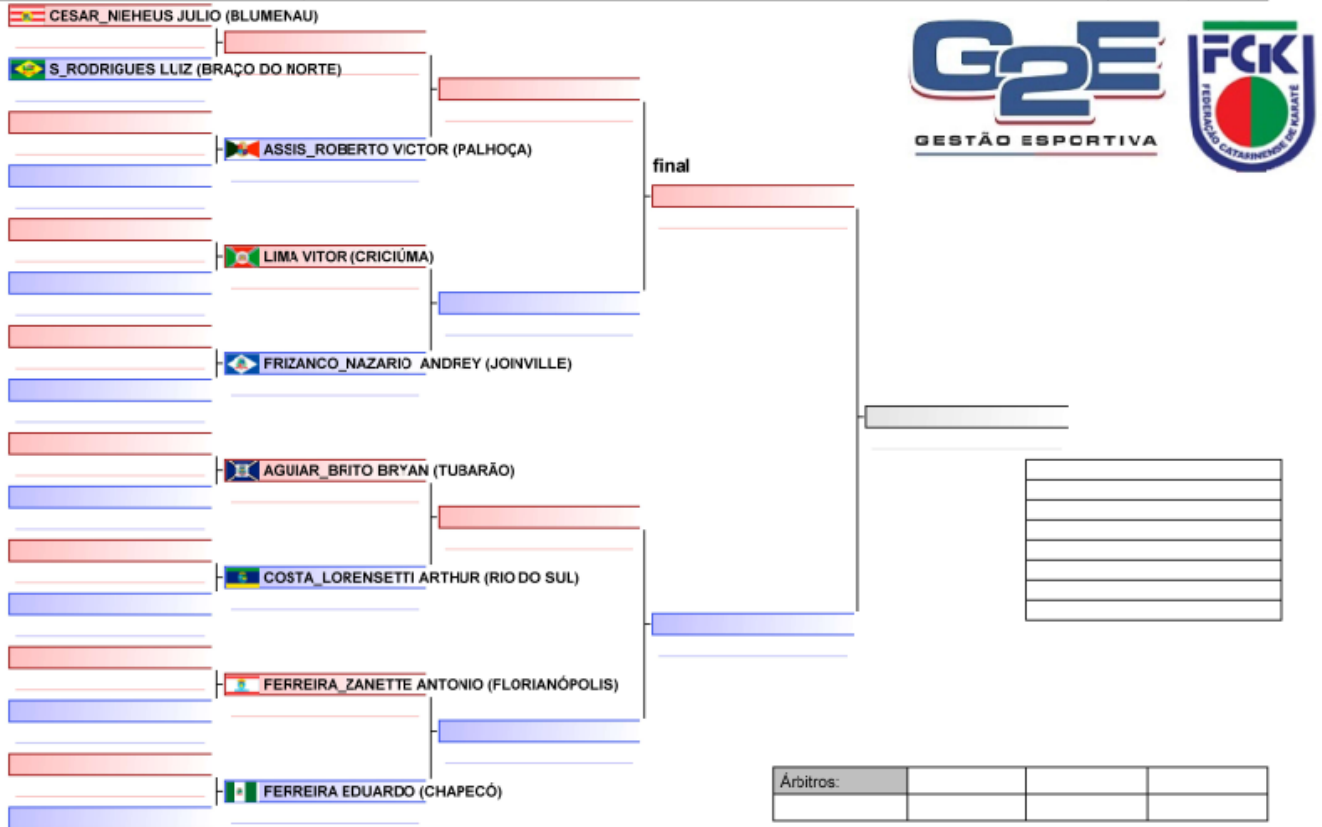 CESAR_NIEHEUS JULIO (BLUMENAU)
S_RODRIGUES LUIZ (BRAÇO DO NORTE)
ASSIS_ROBERTO VICTOR (PALHOÇA)
LIMA VITOR (CRICIÚMA)
FRIZANCO_NAZARIO ANDREY (JOINVILLE)
AGUIAR_BRITO BRYAN (TUBARÃO)
COSTA_LORENSETTI ARTHUR (RIO DO SUL)
FERREIRA_ZANETTE ANTONIO (FLORIANÓPOLIS)
FERREIRA EDUARDO (CHAPECÓ)
final
G2E
GESTÃO ESPORTIVA
FCK
FEDERAÇÃO CATARINENSE DE KARATÊ
Árbitros: